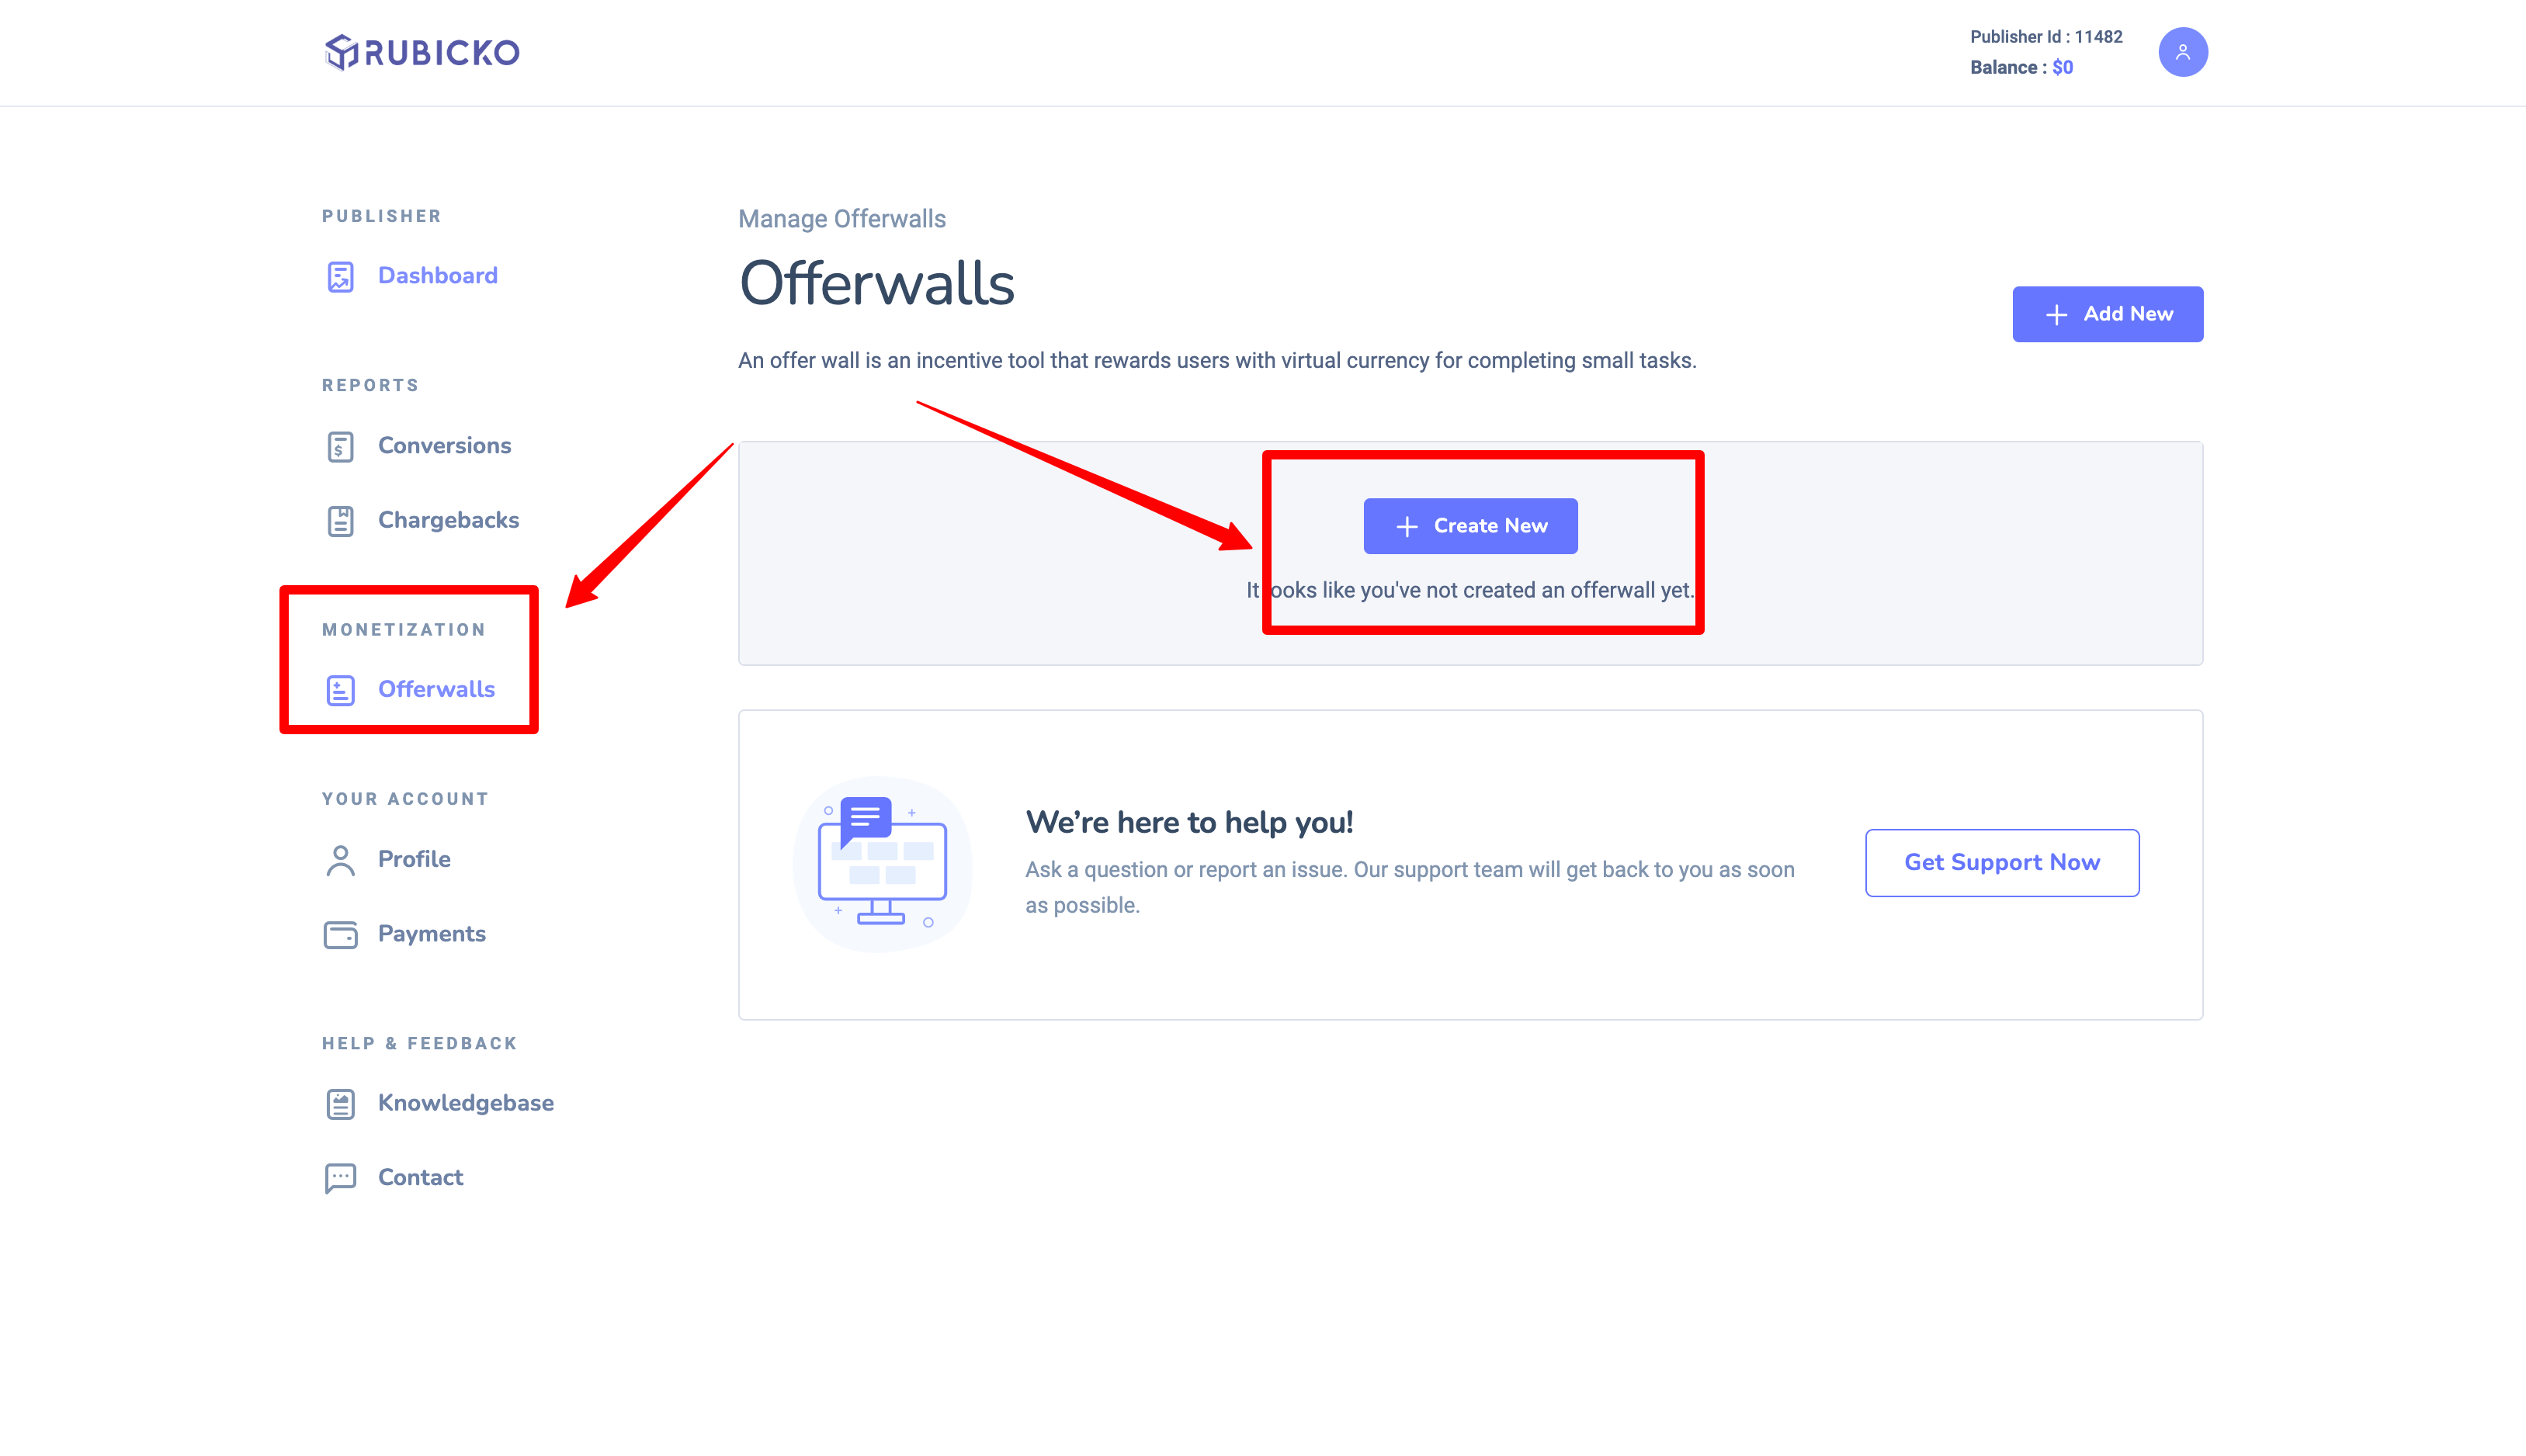 RUBICKO
Publisher Id : 11482
Balance : $0
PUBLISHER
Dashboard
REPORTS
Conversions
Chargebacks
MONETIZATION
Offerwalls
YOUR ACCOUNT
Profile
Payments
HELP & FEEDBACK
Knowledgebase
Contact
Manage Offerwalls
Offerwalls
Add New
An offer wall is an incentive tool that rewards users with virtual currency for completing small tasks.
Create New
It looks like you've not created an offerwall yet.
We’re here to help you!
Ask a question or report an issue. Our support team will get back to you as soon
as possible.
Get Support Now